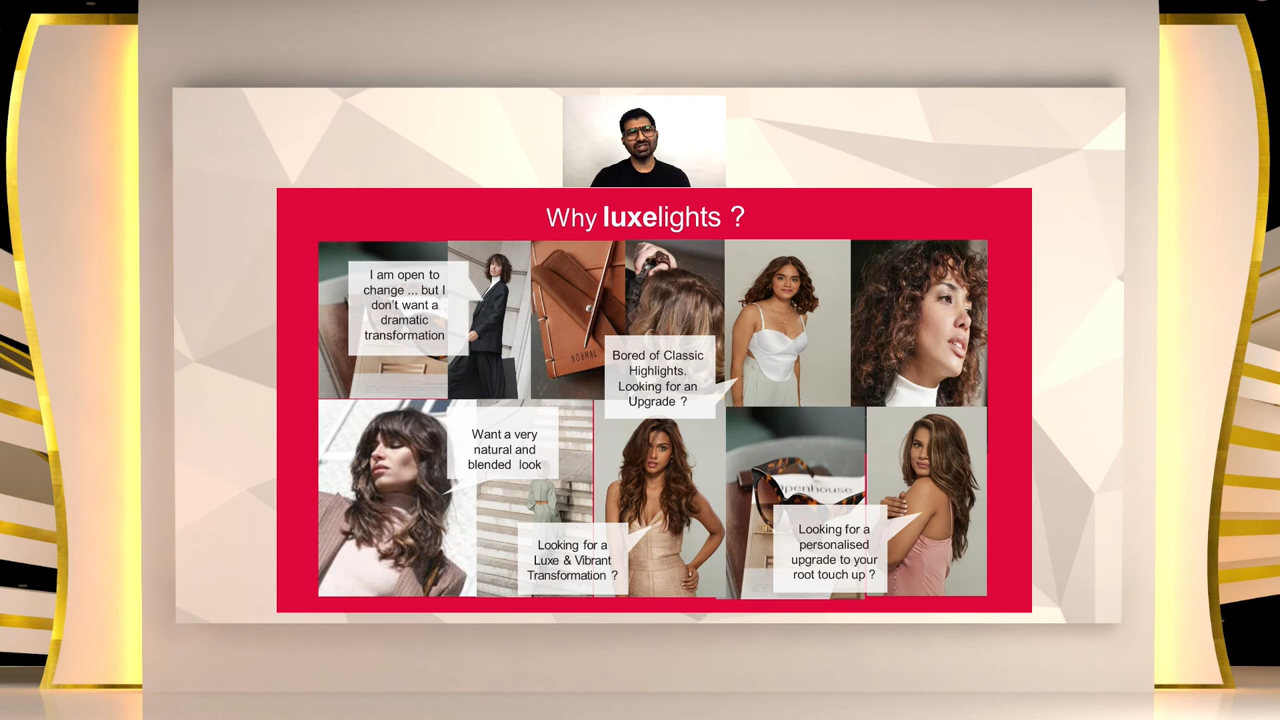 Why luxelights ?
I am open to
change ... but I
don't want a
dramatic
transformation
NORMAL
Bored of Classic
Highlights.
Looking for an
Upgrade ?
Want a very
natural and
blended look
Looking for a
Luxe & Vibrant
Transformation ?
openhouse
Looking for a
personalised
upgrade to your
root touch up ?